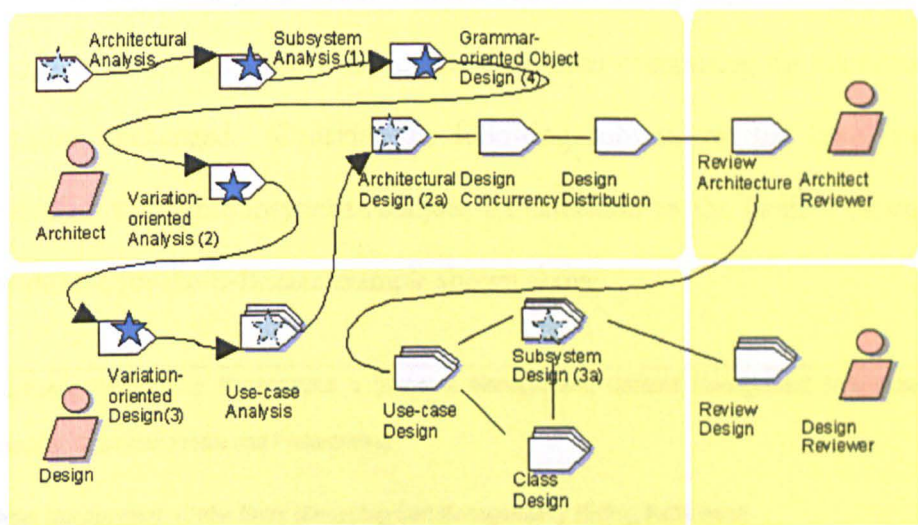 Architectural
Analysis
Subsystem
Analysis (1)
Grammar-
oriented Object
Design (4)
Architect
Variation-
oriented
Analysis (2)
Architectural
Design (2a)
Design
Concurrency
Design
Distribution
Review
Architecture
Architect
Reviewer
Design
Variation-
oriented
Design(3)
Use-case
Analysis
Use-case
Design
Subsystem
Design (3a)
Class
Design
Review
Design
Design
Reviewer